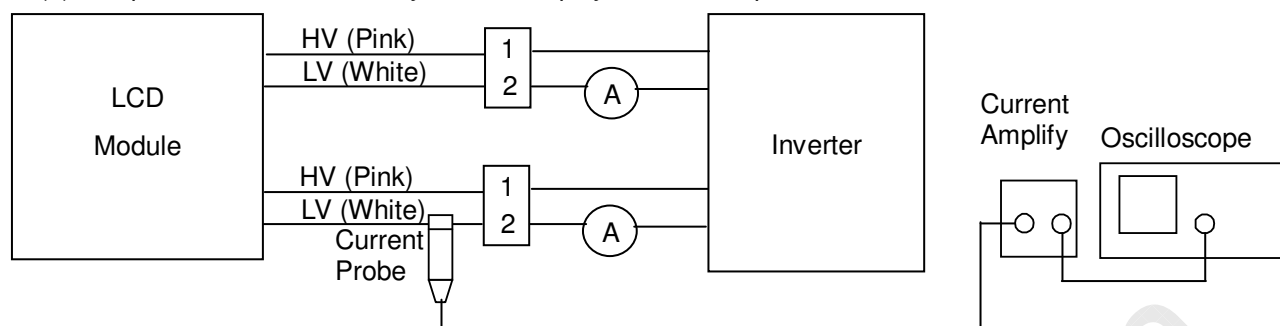 HV (Pink)
LV (White)
1
2
A
LCD
Module
Inverter
HV (Pink)
LV (White)
1
2
A
Current
Probe
Current
Amplify
Oscilloscope